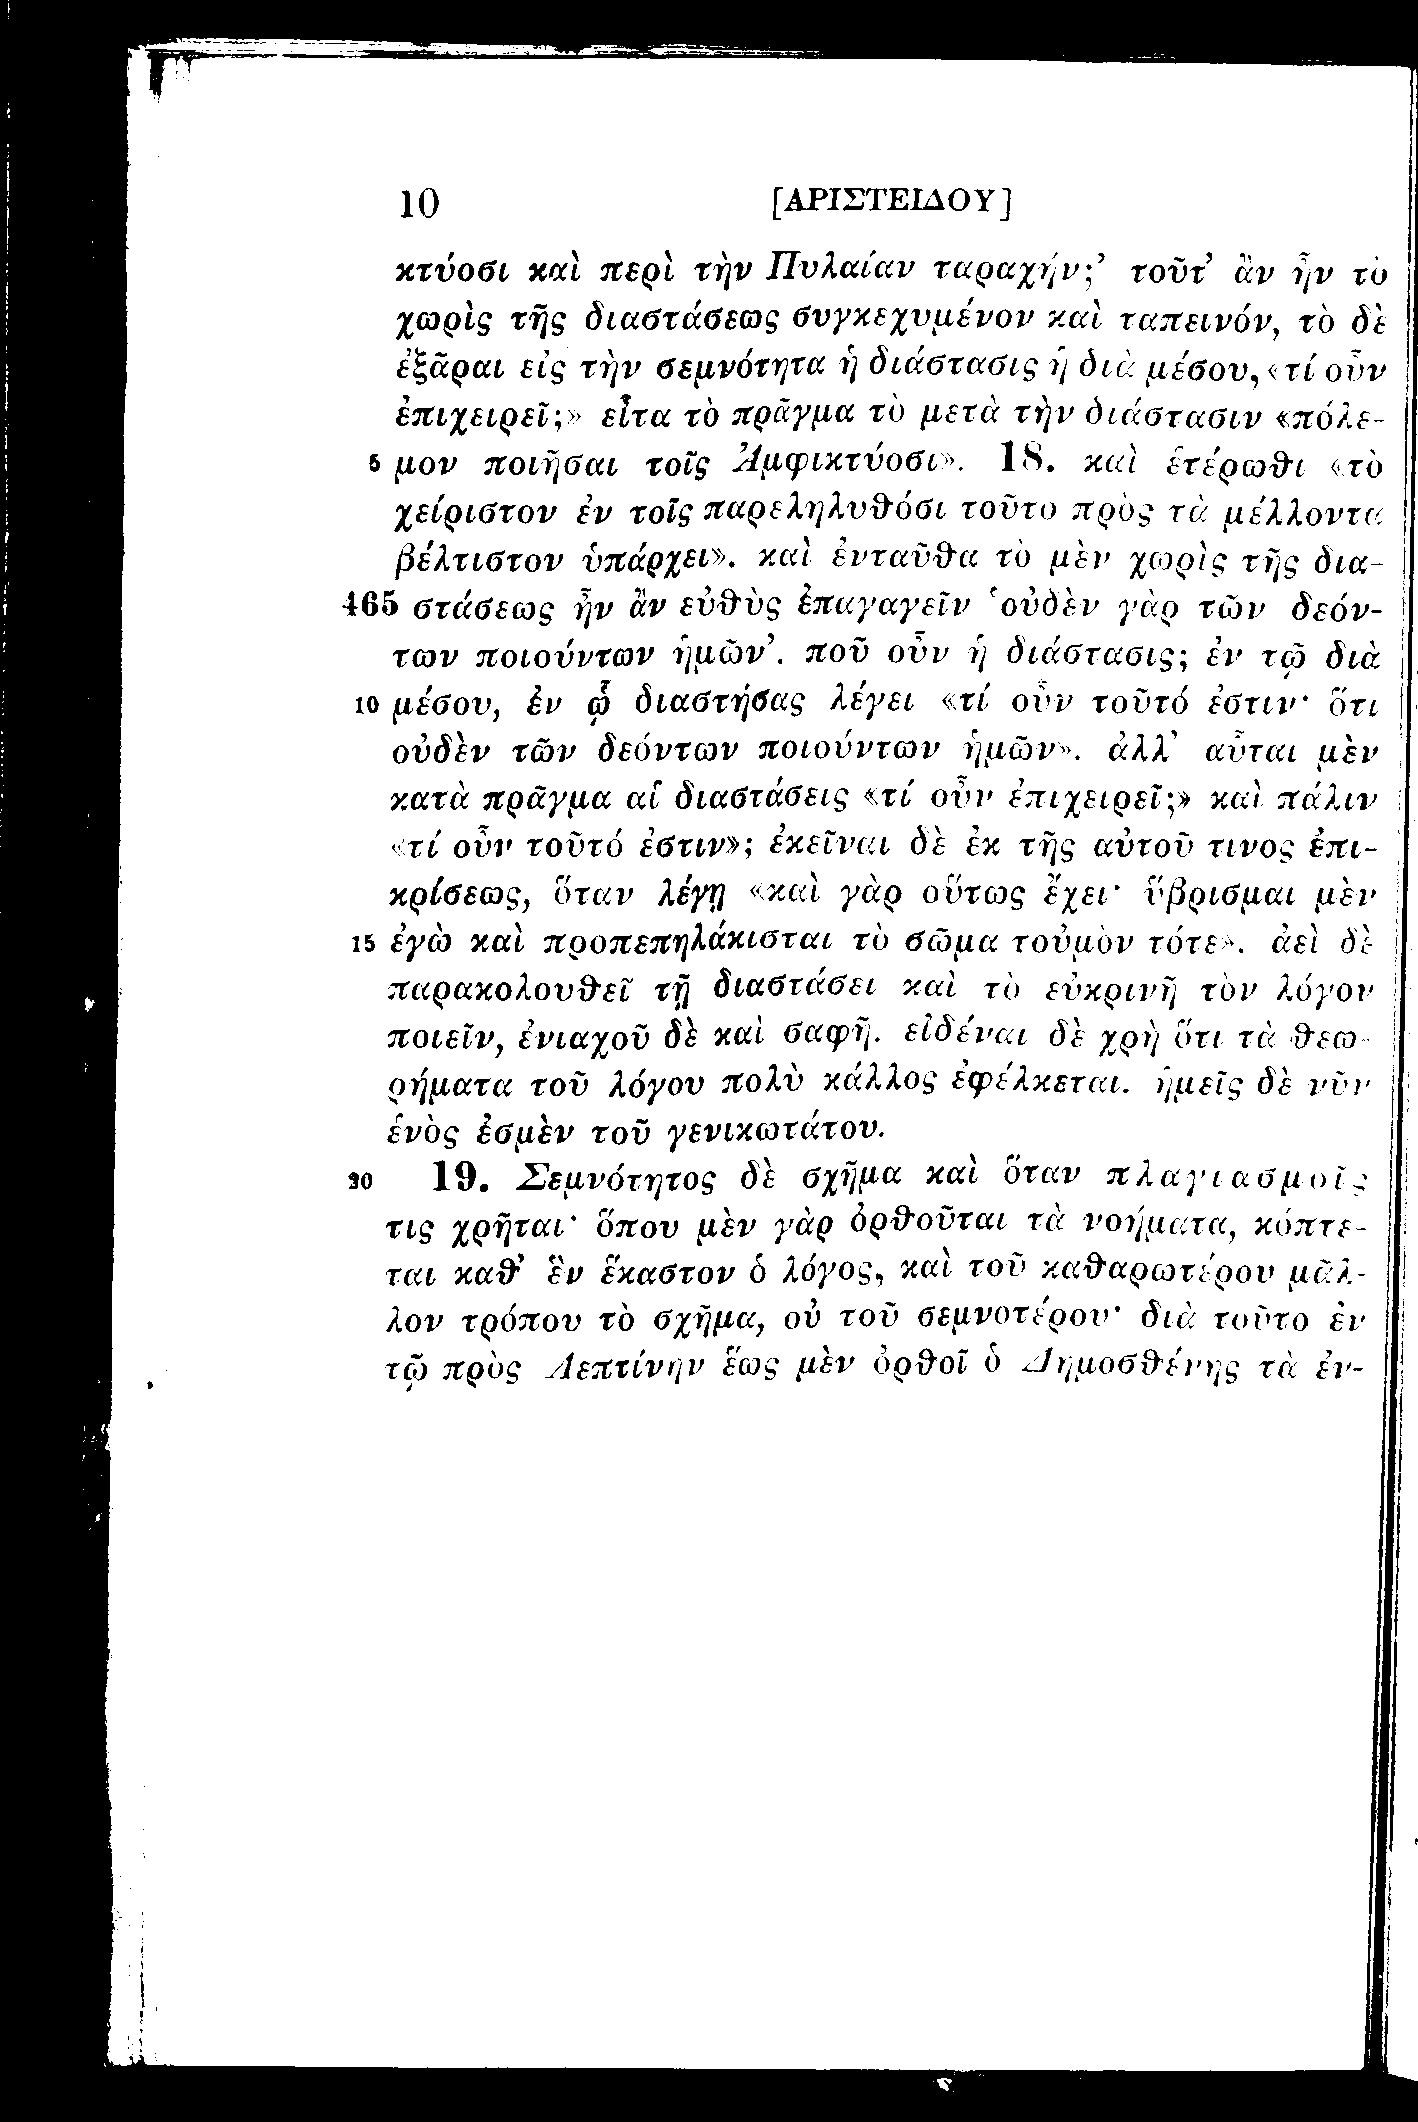 10 [ΑΡΙΣΤΕΙΔΟΥ]
κτύοσι καὶ περὶ τὴν Πυλαίαν ταραχήν;’ τοῦτ’ ἂν ἦν τὸ
χωρὶς τῆς διαστάσεως συγκεχυμένον καὶ ταπεινόν, τὸ δὲ
ἐξᾶραι εἰς τὴν σεμνότητα ἡ διάστασις ἡ διὰ μέσου, «τί οὖν
ἐπιχειρεῖ;» εἶτα τὸ πρᾶγμα τὸ μετὰ τὴν διάστασιν «πόλε-
5 μον ποιῆσαι τοῖς Ἀμφικτύοσι». 18. καὶ ἑτέρωθι «τὸ
χείριστον ἐν τοῖς παρεληλυθόσι τοῦτο πρὸς τὰ μέλλοντα
βέλτιστον ὑπάρχει». καὶ ἐνταῦθα τὸ μὲν χωρὶς τῆς δια-
465 στάσεως ἦν ἂν εὐθὺς ἐπαγαγεῖν ‘οὐδὲν γὰρ τῶν δεόν-
των ποιούντων ἡμῶν’. ποῦ οὖν ἡ διάστασις; ἐν τῷ διὰ
10 μέσου, ἐν ᾧ διαστήσας λέγει «τί οὖν τοῦτό ἐστιν· ὅτι
οὐδὲν τῶν δεόντων ποιούντων ἡμῶν». ἀλλ’ αὗται μὲν
κατὰ πρᾶγμα αἱ διαστάσεις «τί οὖν ἐπιχειρεῖ;» καὶ πάλιν
«τί οὖν τοῦτό ἐστιν»; ἐκεῖναι δὲ ἐκ τῆς αὐτοῦ τινος ἐπι-
κρίσεως, ὅταν λέγῃ «καὶ γὰρ οὕτως ἔχει· ὕβρισμαι μὲν
15 ἐγὼ καὶ προπεπηλάκισται τὸ σῶμα τοὐμὸν τότε». ἀεὶ δὲ
παρακολουθεῖ τῇ διαστάσει καὶ τὸ εὐκρινῆ τὸν λόγον
ποιεῖν, ἐνιαχοῦ δὲ καὶ σαφῆ. εἰδέναι δὲ χρὴ ὅτι τὰ θεω-
ρήματα τοῦ λόγου πολὺ κάλλος ἐφέλκεται. ἡμεῖς δὲ νῦν
ἑνὸς ἐσμὲν τοῦ γενικωτάτου.
20 19. Σεμνότητος δὲ σχῆμα καὶ ὅταν πλαγιασμοῖς
τις χρῆται· ὅπου μὲν γὰρ ὀρθοῦται τὰ νοήματα, κόπτε-
ται καθ’ ἓν ἕκαστον ὁ λόγος, καὶ τοῦ καθαρωτέρου μᾶλ-
λον τρόπου τὸ σχῆμα, οὐ τοῦ σεμνοτέρου· διὰ τοῦτο ἐν
τῷ πρὸς Λεπτίνην ἕως μὲν ὀρθοῖ ὁ Δημοσθένης τὰ ἐν-